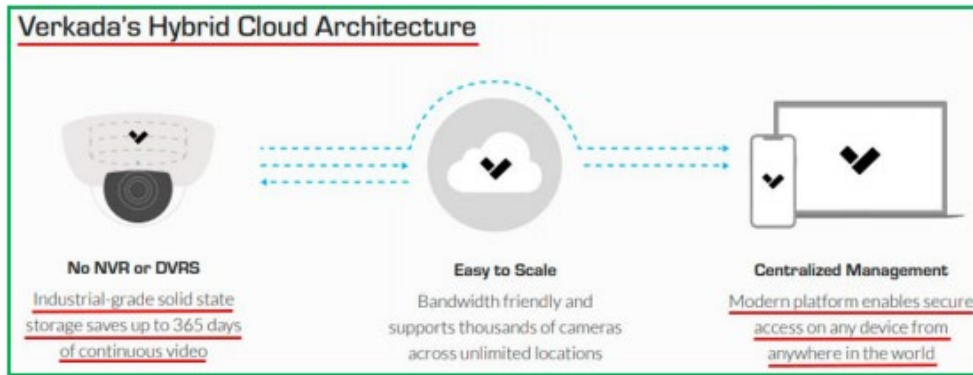 Verkada's Hybrid Cloud Architecture
No NVR or DVRS
Industrial-grade solid state
storage saves up to 365 days
of continuous video
Easy to Scale
Bandwidth friendly and
supports thousands of cameras
across unlimited locations
Centralized Management
Modern platform enables secure
access on any device from
anywhere in the world